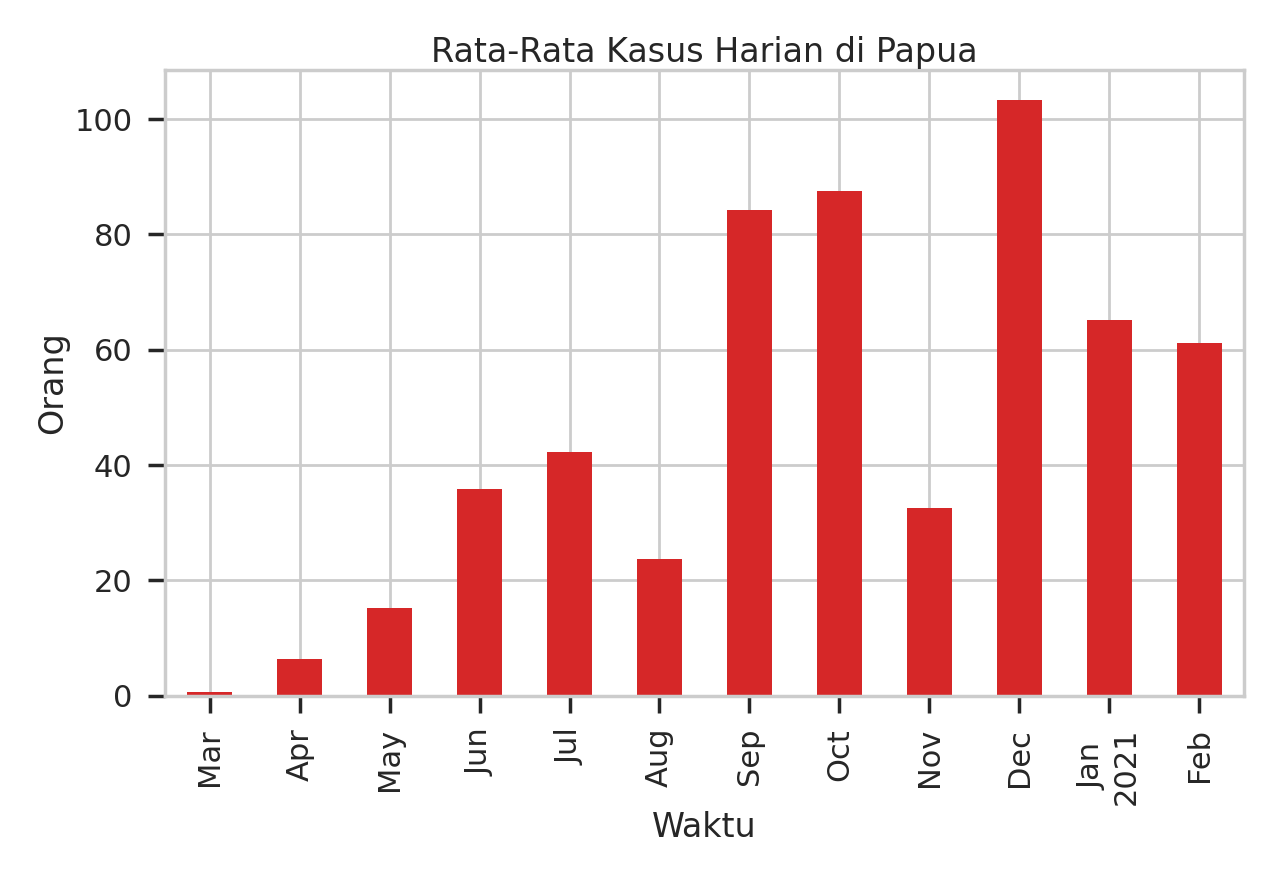 Rata-Rata Kasus Harian di Papua
Orang
100
80
60
40
20
0
Mar
Apr
May
Jun
Jul
Aug
Sep
Oct
Nov
Dec
Jan
2021
Feb
Waktu